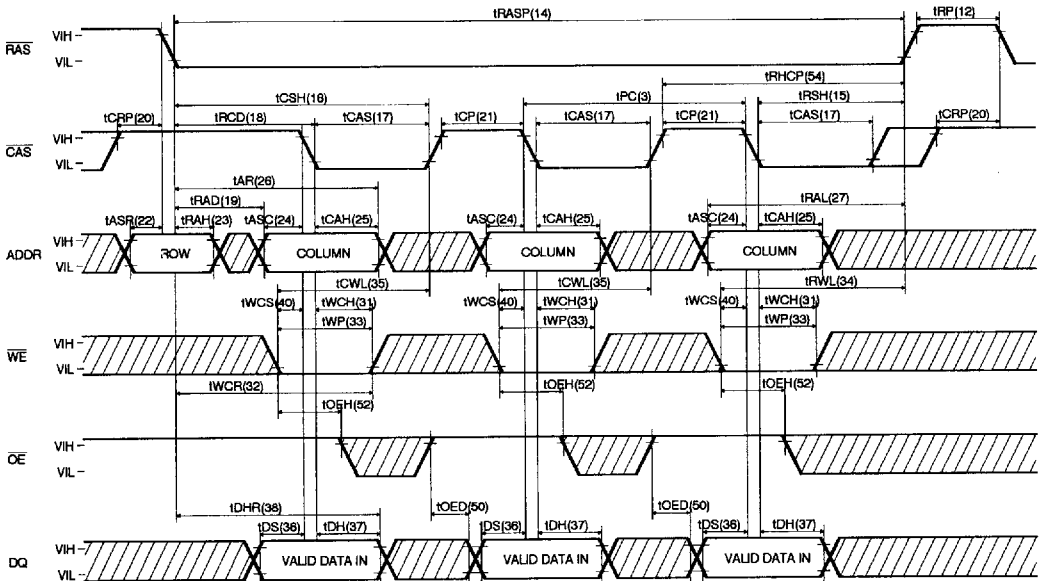 tRASP(14)
tRP(12)
RAS
VIH
VIL
tRHCP(54)
tCSH(16)
tPC(3)
tRSH(15)
tCRP(20)
tRCD(18)
tCAS(17)
tCP(21)
tCAS(17)
tCP(21)
tCAS(17)
tCRP(20)
CAS
VIH
VIL
tAR(26)
tRAD(19)
tRAL(27)
tASR(22)
tRAH(23)
tASC(24)
tCAH(25)
tASC(24)
tCAH(25)
tASC(24)
tCAH(25)
ADDR
VIH
VIL
ROW
COLUMN
COLUMN
COLUMN
tCWL(35)
tCWL(35)
tRWL(34)
tWCS(40)
tWCH(31)
tWCS(40)
tWCH(31)
tWCS(40)
tWCH(31)
tWP(33)
tWP(33)
tWP(33)
WE
VIH
VIL
tWCR(32)
tOEH(52)
tOEH(52)
tOEH(52)
OE
VIH
VIL
tDHR(38)
tOED(50)
tOED(50)
tDS(36)
tDH(37)
tDS(36)
tDH(37)
tDS(36)
tDH(37)
DQ
VIH
VIL
VALID DATA IN
VALID DATA IN
VALID DATA IN